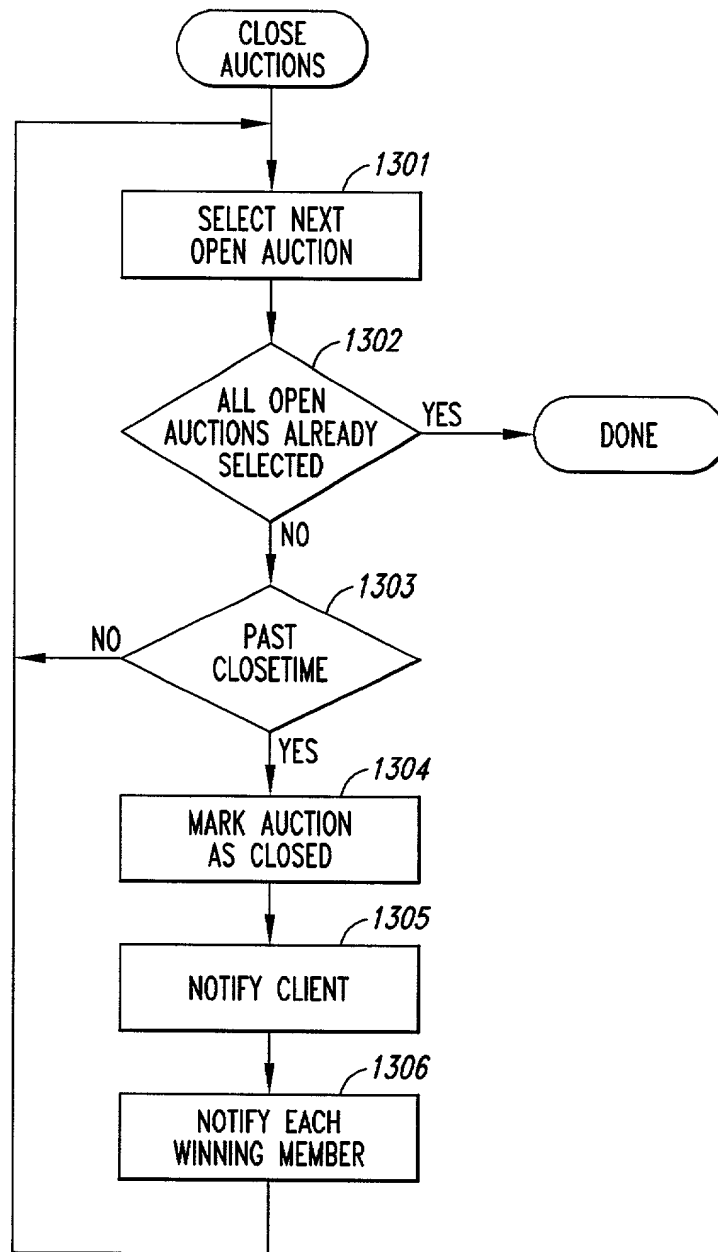 CLOSE
AUCTIONS
1301
SELECT NEXT
OPEN AUCTION
1302
ALL OPEN
AUCTIONS ALREADY
SELECTED
YES
DONE
NO
1303
PAST
CLOSETIME
NO
YES
1304
MARK AUCTION
AS CLOSED
1305
NOTIFY CLIENT
1306
NOTIFY EACH
WINNING MEMBER